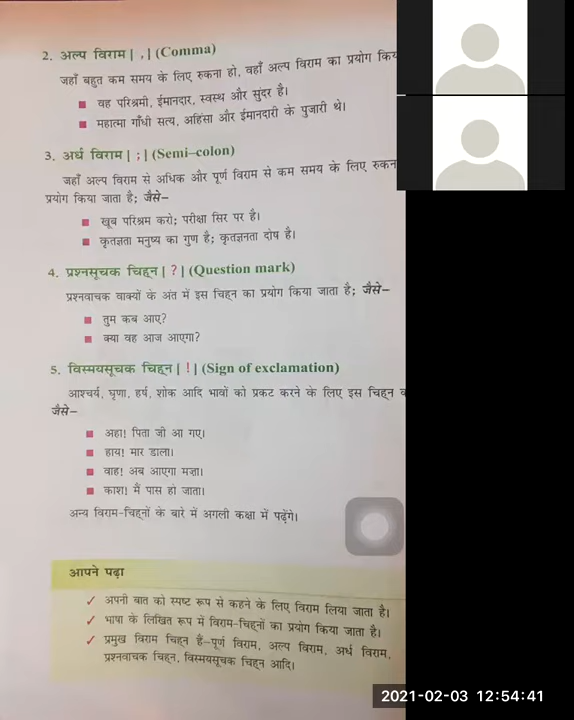 2. अल्प विराम | , | (Comma)
जहाँ बहुत कम समय के लिए रुकना हो, वहाँ अल्प विराम का प्रयोग
■ वह परिश्रमी, ईमानदार, स्वस्थ और सुंदर है।
■ महात्मा गाँधी सत्य, अहिंसा और ईमानदारी के पुजारी थे।
3. अर्ध विराम | ; | (Semi–colon)
जहाँ अल्प विराम से अधिक और पूर्ण विराम से कम समय के लिए
प्रयोग किया जाता है; जैसे–
■ खूब परिश्रम करो; परीक्षा सिर पर है।
■ कृतज्ञता मनुष्य का गुण है; कृतज्ञनता दोष है।
4. प्रश्नसूचक चिह्न | ? | (Question mark)
प्रश्नवाचक वाक्यों के अंत में इस चिह्न का प्रयोग किया जाता है; जैसे–
■ तुम कब आए?
■ क्या वह आज आएगा?
5. विस्मयसूचक चिह्न | ! | (Sign of exclamation)
आश्चर्य, घृणा, हर्ष, शोक आदि भावों को प्रकट करने के लिए इस चिह्न
जैसे–
■ अहा! पिता जी आ गए।
■ हाय! मार डाला।
■ वाह! अब आएगा मज़ा।
■ काश! मैं पास हो जाता।
अन्य विराम-चिह्नों के बारे में अगली कक्षा में पढ़ेंगे।
आपने पढ़ा
✓ अपनी बात को स्पष्ट रूप से कहने के लिए विराम लिया जाता है।
✓ भाषा के लिखित रूप में विराम-चिह्नों का प्रयोग किया जाता है।
✓ प्रमुख विराम चिह्न हैं–पूर्ण विराम, अल्प विराम, अर्ध विराम,
प्रश्नवाचक चिह्न, विस्मयसूचक चिह्न आदि।
2021-02-03 12:54:41